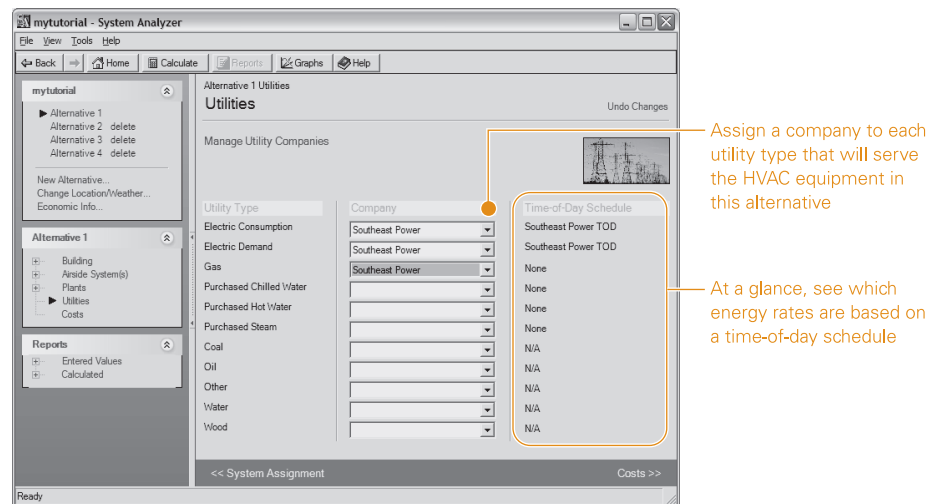 mytutorial - System Analyzer
File View Tools Help
Back Home Calculate Reports Graphs Help
mytutorial
Alternative 1
Alternative 2 delete
Alternative 3 delete
Alternative 4 delete
New Alternative...
Change Location/Weather...
Economic Info...
Alternative 1
Building
Airside System(s)
Plants
Utilities
Costs
Reports
Entered Values
Calculated
Alternative 1 Utilities
Utilities
Undo Changes
Manage Utility Companies
Utility Type Company Time-of-Day Schedule
Electric Consumption Southeast Power Southeast Power TOD
Electric Demand Southeast Power Southeast Power TOD
Gas Southeast Power None
Purchased Chilled Water None
Purchased Hot Water None
Purchased Steam None
Coal N/A
Oil N/A
Other N/A
Water N/A
Wood N/A
<< System Assignment Costs >>
Ready
Assign a company to each
utility type that will serve
the HVAC equipment in
this alternative
At a glance, see which
energy rates are based on
a time-of-day schedule